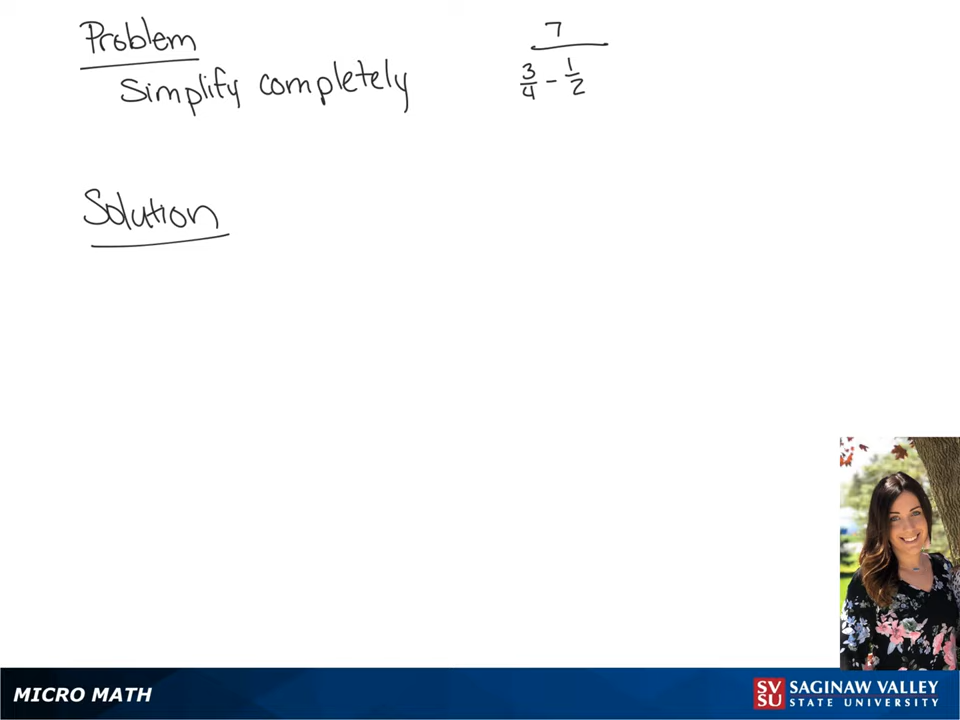 Problem
Simplify completely
7
3/4 - 1/2
Solution
MICRO MATH
SV SU SAGINAW VALLEY
STATE UNIVERSITY